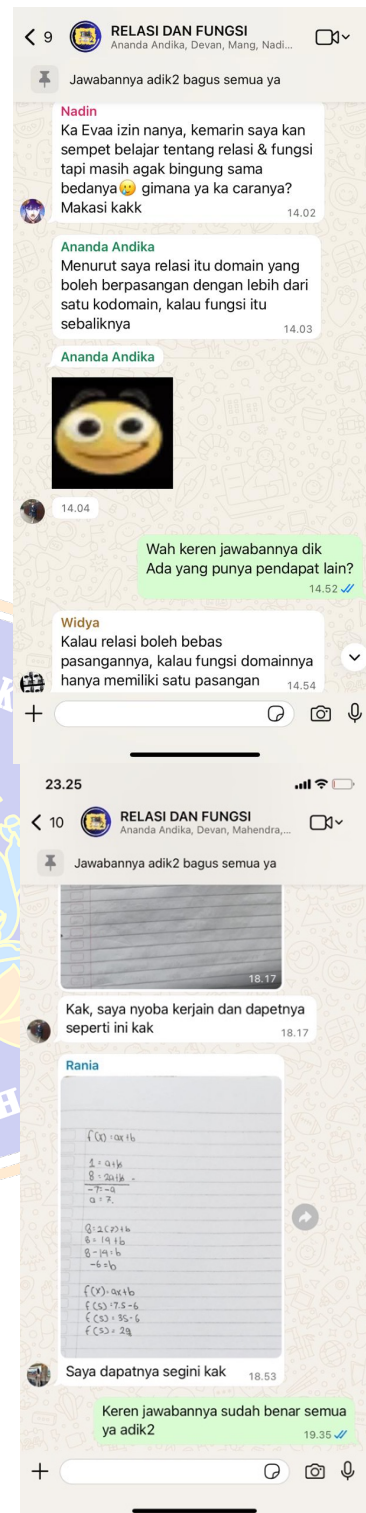 9
RELASI DAN FUNGSI
Ananda Andika, Devan, Mang, Nadi...
Jawabannya adik2 bagus semua ya
Nadin
Ka Evaa izin nanya, kemarin saya kan
sempet belajar tentang relasi & fungsi
tapi masih agak bingung sama
bedanya🥲 gimana ya ka caranya?
Makasi kakk
14.02
Ananda Andika
Menurut saya relasi itu domain yang
boleh berpasangan dengan lebih dari
satu kodomain, kalau fungsi itu
sebaliknya
14.03
Ananda Andika
14.04
Wah keren jawabannya dik
Ada yang punya pendapat lain?
14.52
Widya
Kalau relasi boleh bebas
pasangannya, kalau fungsi domainnya
hanya memiliki satu pasangan
14.54
23.25
10
RELASI DAN FUNGSI
Ananda Andika, Devan, Mahendra,...
Jawabannya adik2 bagus semua ya
18.17
Kak, saya nyoba kerjain dan dapetnya
seperti ini kak
18.17
Rania
f(x) = ax+b
1 = a+b
8 = 2a+b -
-7 = -a
a = 7.
8 = 2(7)+b
8 = 14+b
8-14 = b
-6 = b
f(x) = ax+b
f(5) = 7.5-6
f(5) = 35-6
f(5) = 29
Saya dapatnya segini kak
18.53
Keren jawabannya sudah benar semua
ya adik2
19.35